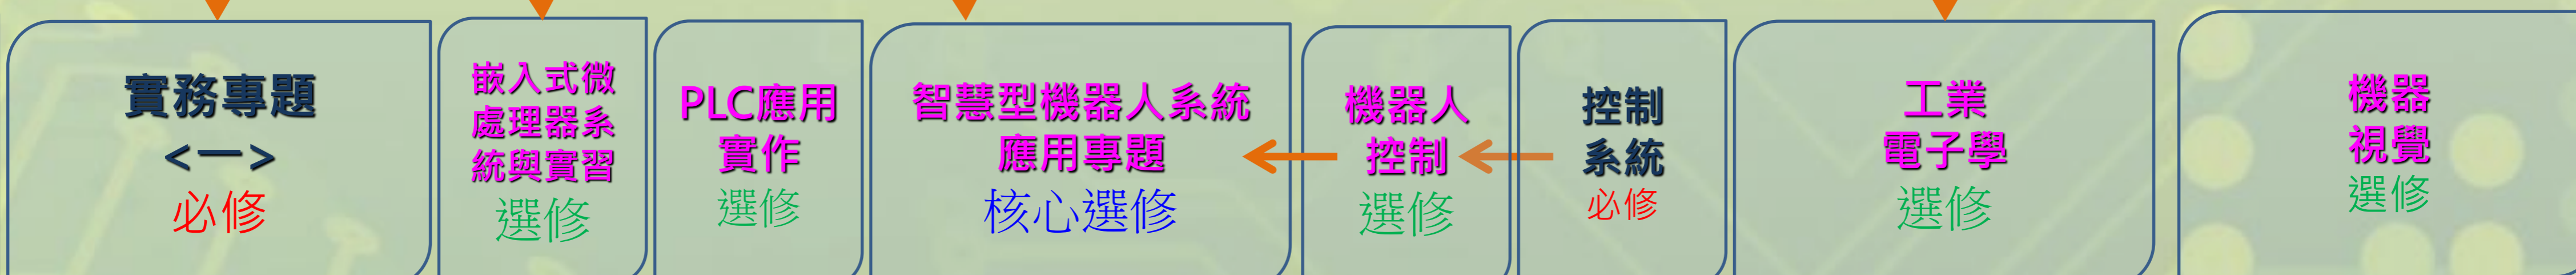 實務專題
<一>
必修
嵌入式微
處理器系
統與實習
選修
PLC應用
實作
選修
智慧型機器人系統
應用專題
核心選修
機器人
控制
選修
控制
系統
必修
工業
電子學
選修
機器
視覺
選修